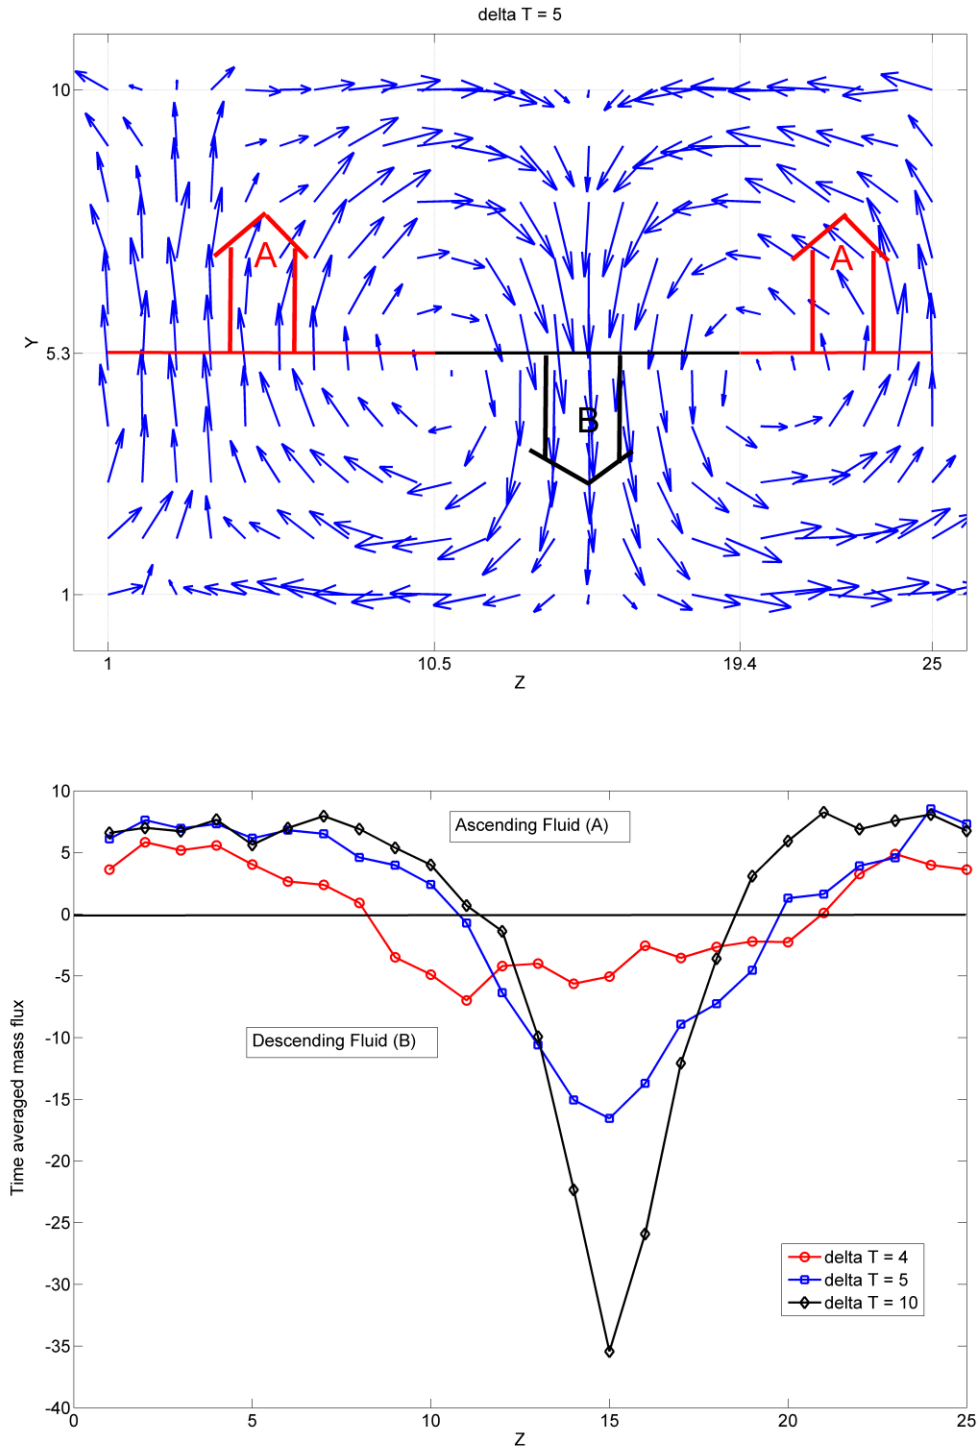 delta T = 5
10
Y
5.3
1
A
A
B
1
10.5
19.4
25
Z
10
5
0
-5
-10
-15
-20
-25
-30
-35
-40
Time averaged mass flux
Ascending Fluid (A)
Descending Fluid (B)
delta T = 4
delta T = 5
delta T = 10
0
5
10
15
20
25
Z